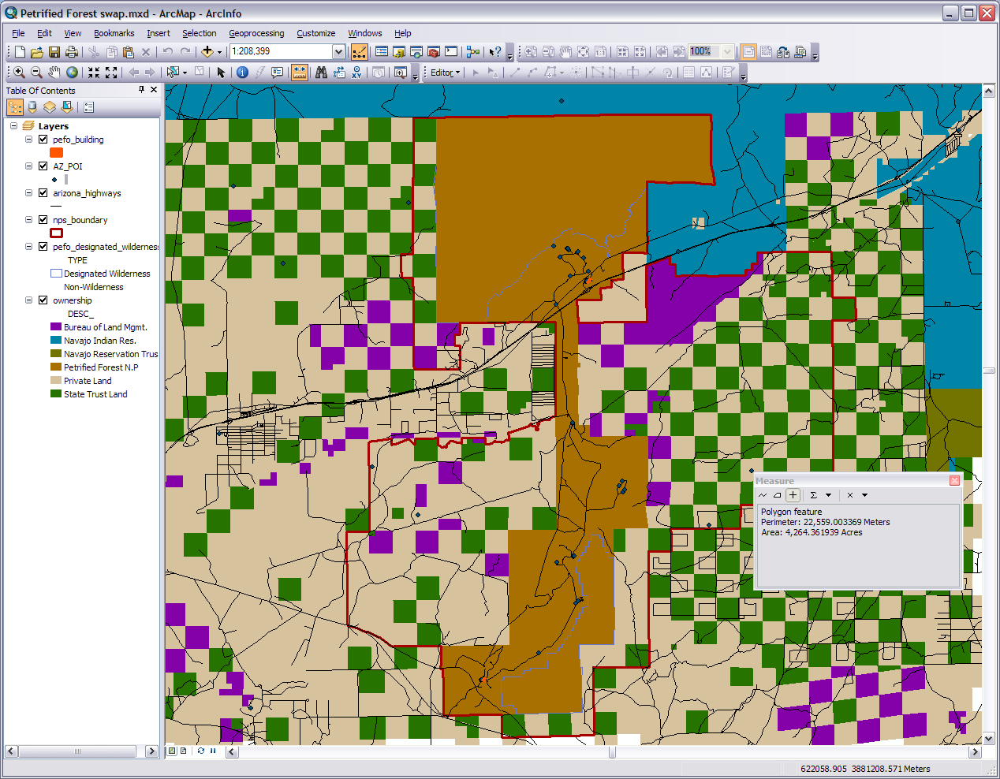 Petrified Forest swap.mxd - ArcMap - ArcInfo
File Edit View Bookmarks Insert Selection Geoprocessing Customize Windows Help
1:208,399
100%
Editor
Table Of Contents
Layers
pefo_building
AZ_POI
arizona_highways
nps_boundary
pefo_designated_wilderness
TYPE
Designated Wilderness
Non-Wilderness
ownership
DESC_
Bureau of Land Mgmt.
Navajo Indian Res.
Navajo Reservation Trus
Petrified Forest N.P
Private Land
State Trust Land
Measure
Polygon feature
Perimeter: 22,559.003369 Meters
Area: 4,264.361939 Acres
622058.905 3881208.571 Meters